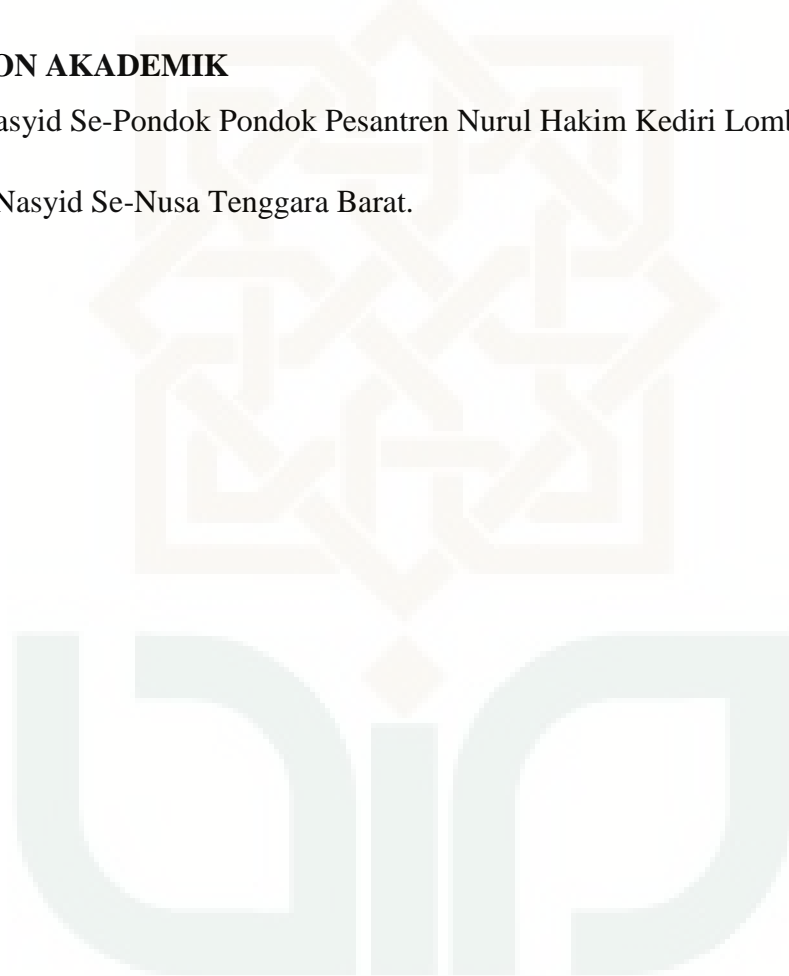 ON AKADEMIK
asyid Se-Pondok Pondok Pesantren Nurul Hakim Kediri Lomb
Nasyid Se-Nusa Tenggara Barat.